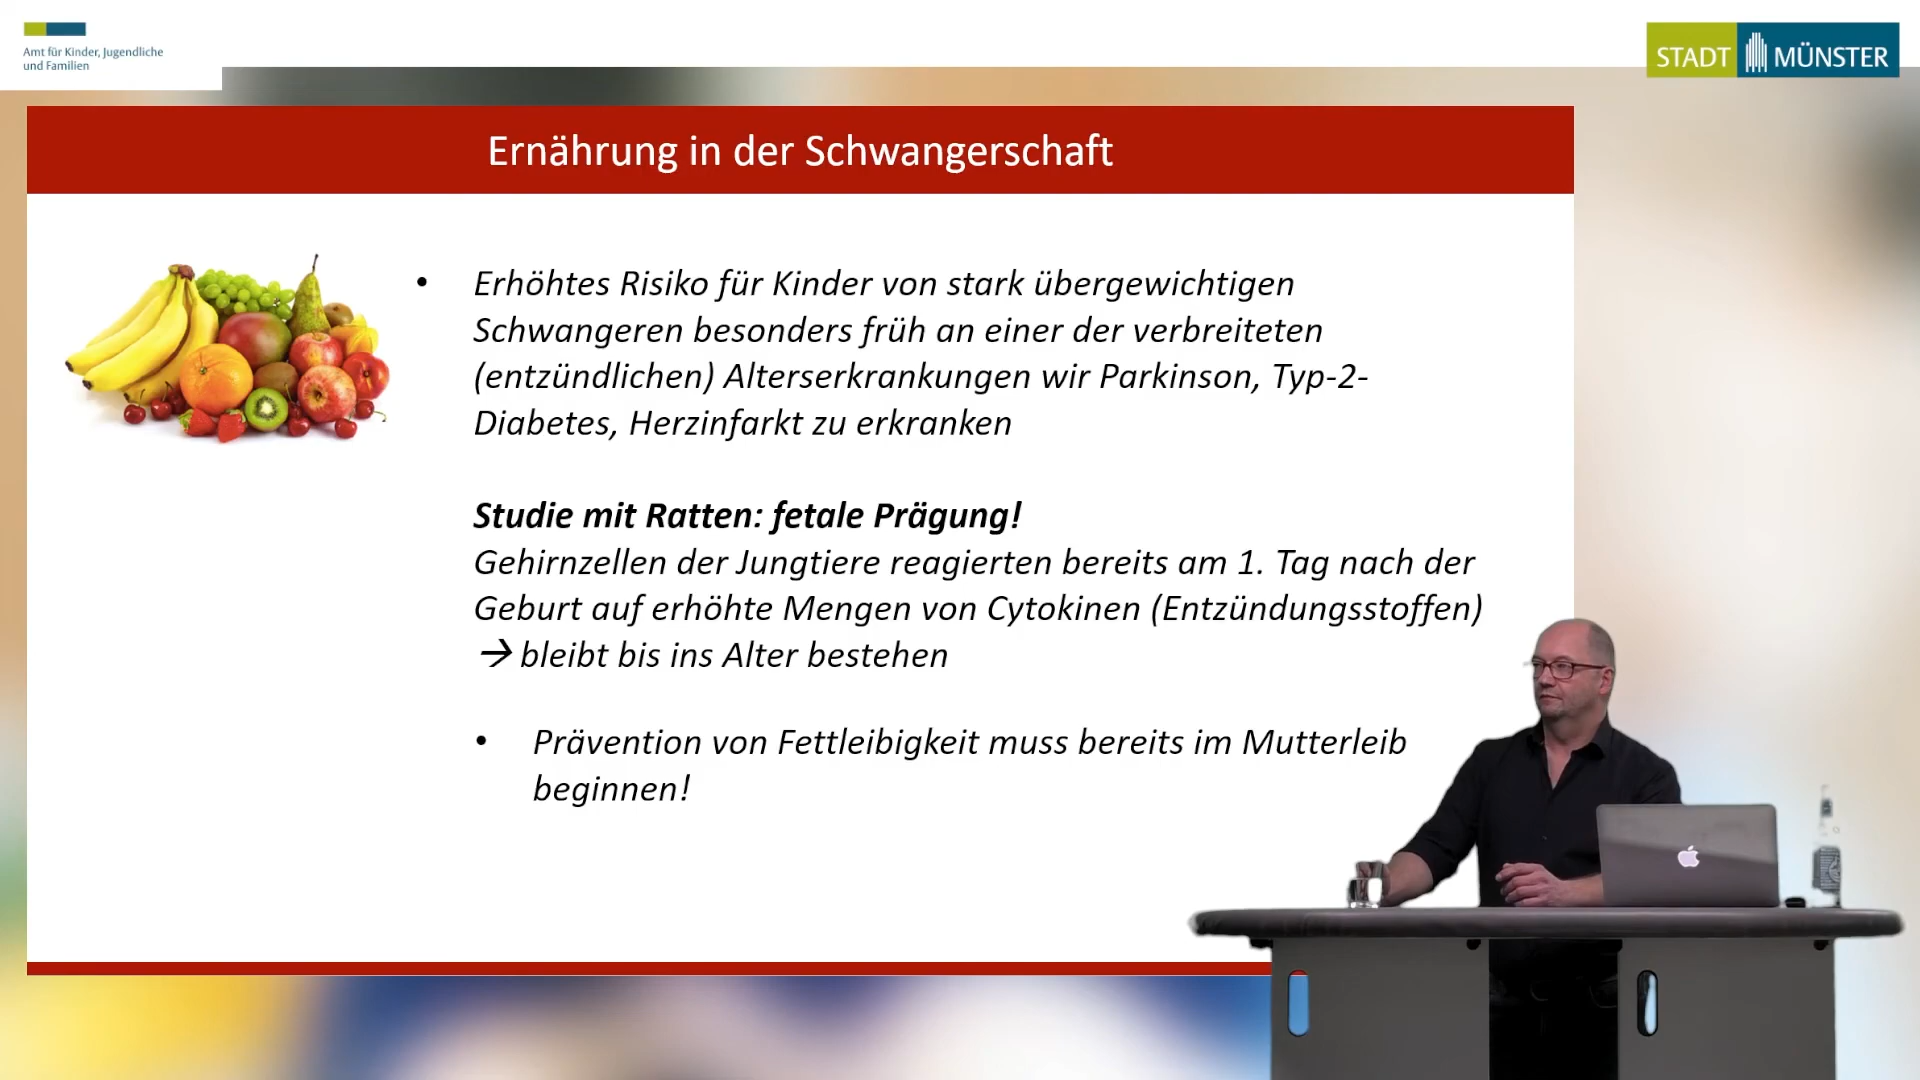 Amt für Kinder, Jugendliche
und Familien
STADT MÜNSTER
Ernährung in der Schwangerschaft
• Erhöhtes Risiko für Kinder von stark übergewichtigen
Schwangeren besonders früh an einer der verbreiteten
(entzündlichen) Alterserkrankungen wir Parkinson, Typ-2-
Diabetes, Herzinfarkt zu erkranken
Studie mit Ratten: fetale Prägung!
Gehirnzellen der Jungtiere reagierten bereits am 1. Tag nach der
Geburt auf erhöhte Mengen von Cytokinen (Entzündungsstoffen)
→ bleibt bis ins Alter bestehen
• Prävention von Fettleibigkeit muss bereits im Mutterleib
beginnen!